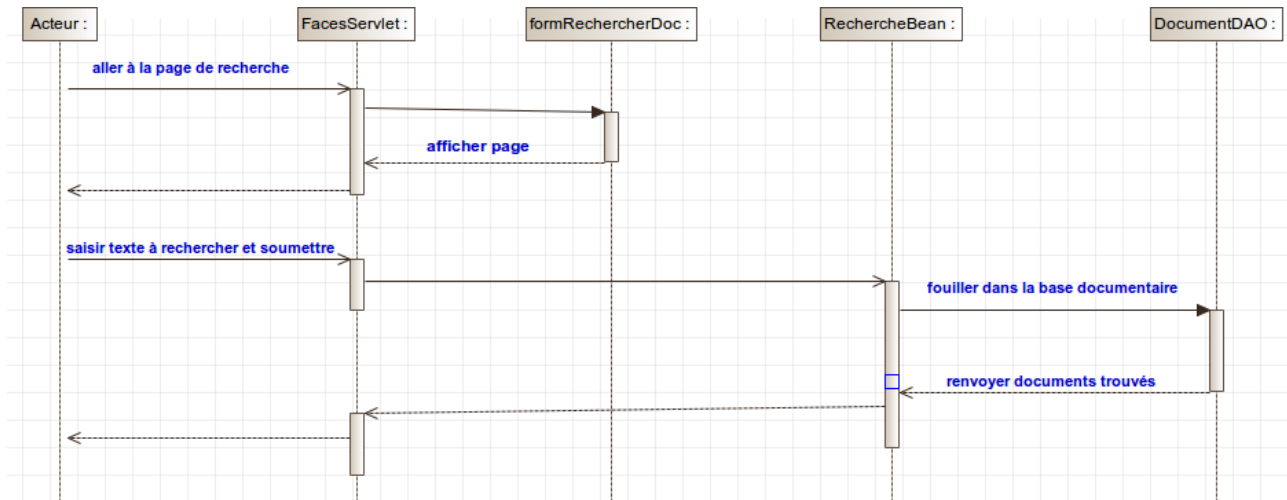 Acteur :
FacesServlet :
formRechercherDoc :
RechercheBean :
DocumentDAO :
aller à la page de recherche
afficher page
saisir texte à rechercher et soumettre
fouiller dans la base documentaire
renvoyer documents trouvés